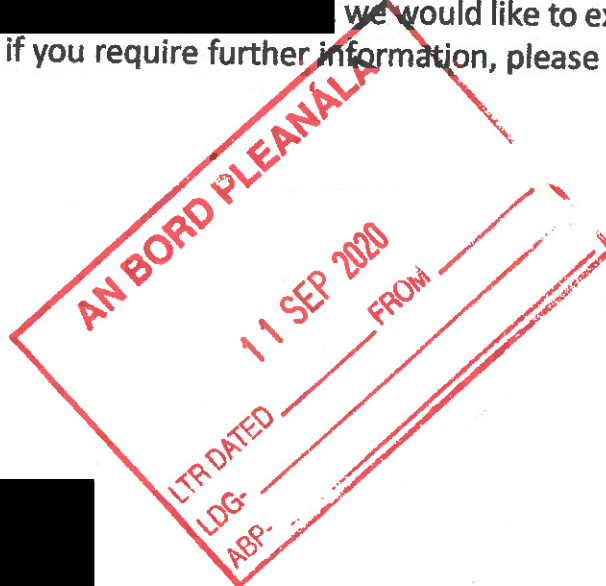 we would like to ex
if you require further information, please
AN BORD PLEANÁLA
11 SEP 2020
LTR DATED FROM
LDG-
ABP-